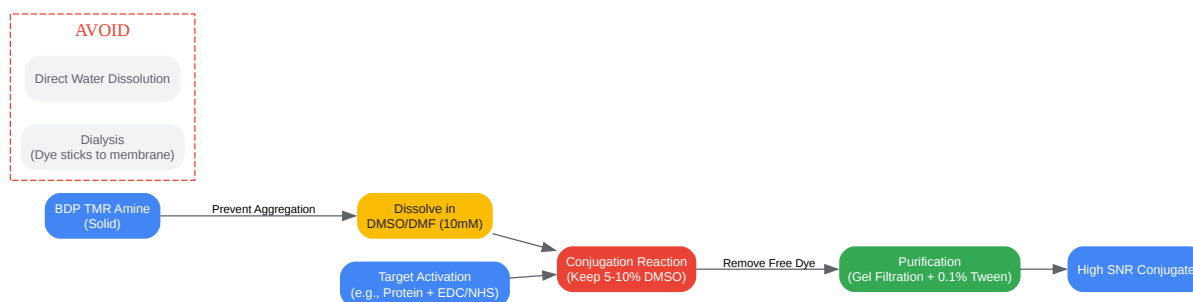 AVOID
Direct Water Dissolution
Dialysis
(Dye sticks to membrane)
BDP TMR Amine
(Solid)
Prevent Aggregation
Dissolve in
DMSO/DMF (10mM)
Target Activation
(e.g., Protein + EDC/NHS)
Conjugation Reaction
(Keep 5-10% DMSO)
Remove Free Dye
Purification
(Gel Filtration + 0.1% Tween)
High SNR Conjugate